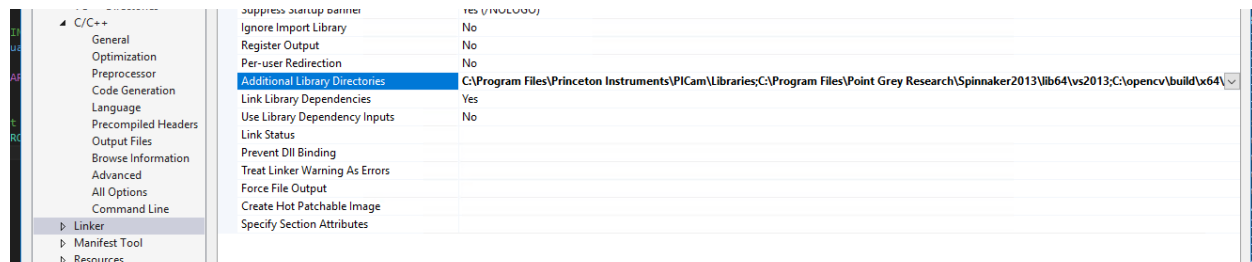 C/C++
General
Optimization
Preprocessor
Code Generation
Language
Precompiled Headers
Output Files
Browse Information
Advanced
All Options
Command Line
Linker
Manifest Tool
Resources
Suppress Startup Banner Yes (/NOLOGO)
Ignore Import Library No
Register Output No
Per-user Redirection No
Additional Library Directories C:\Program Files\Princeton Instruments\PICam\Libraries;C:\Program Files\Point Grey Research\Spinnaker2013\lib64\vs2013;C:\opencv\build\x64\
Link Library Dependencies Yes
Use Library Dependency Inputs No
Link Status
Prevent Dll Binding
Treat Linker Warning As Errors
Force File Output
Create Hot Patchable Image
Specify Section Attributes